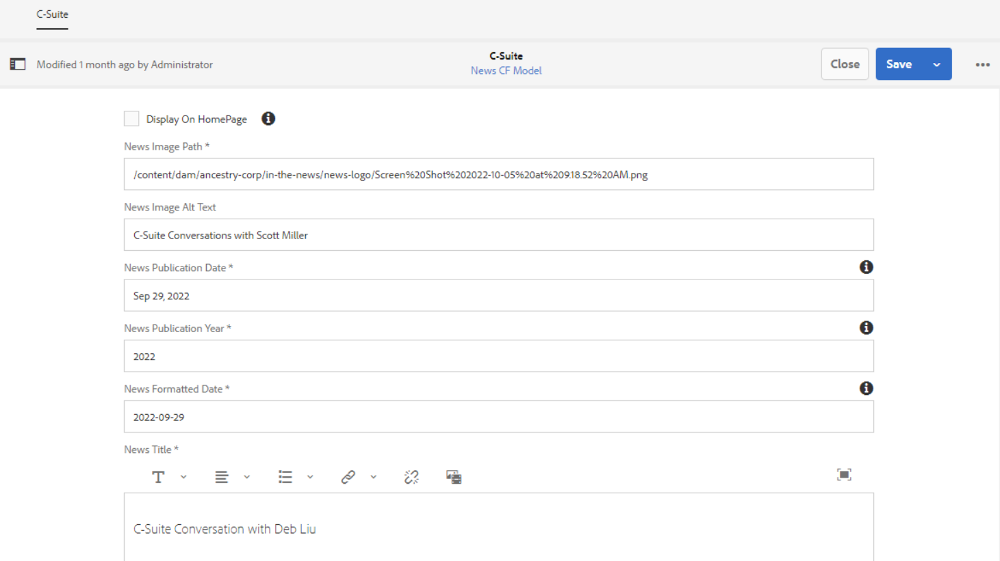 C-Suite
Modified 1 month ago by Administrator
C-Suite
News CF Model
Close
Save
Display On HomePage
News Image Path *
/content/dam/ancestry-corp/in-the-news/news-logo/Screen%20Shot%202022-10-05%20at%209.18.52%20AM.png
News Image Alt Text
C-Suite Conversations with Scott Miller
News Publication Date *
Sep 29, 2022
News Publication Year *
2022
News Formatted Date *
2022-09-29
News Title *
C-Suite Conversation with Deb Liu